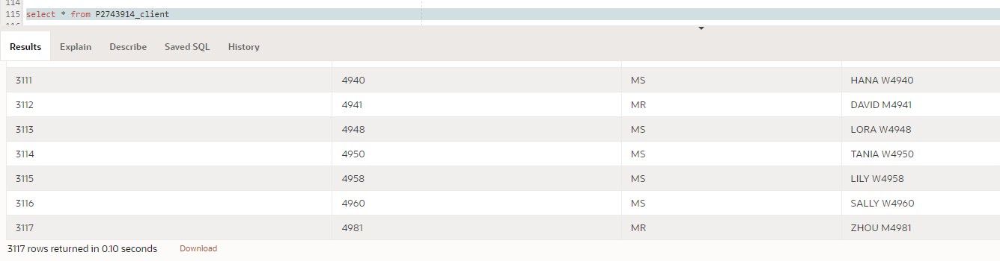 114
115 select * from P2743914_client
116
Results Explain Describe Saved SQL History
3111 4940 MS HANA W4940
3112 4941 MR DAVID M4941
3113 4948 MS LORA W4948
3114 4950 MS TANIA W4950
3115 4958 MS LILY W4958
3116 4960 MS SALLY W4960
3117 4981 MR ZHOU M4981
3117 rows returned in 0.10 seconds Download